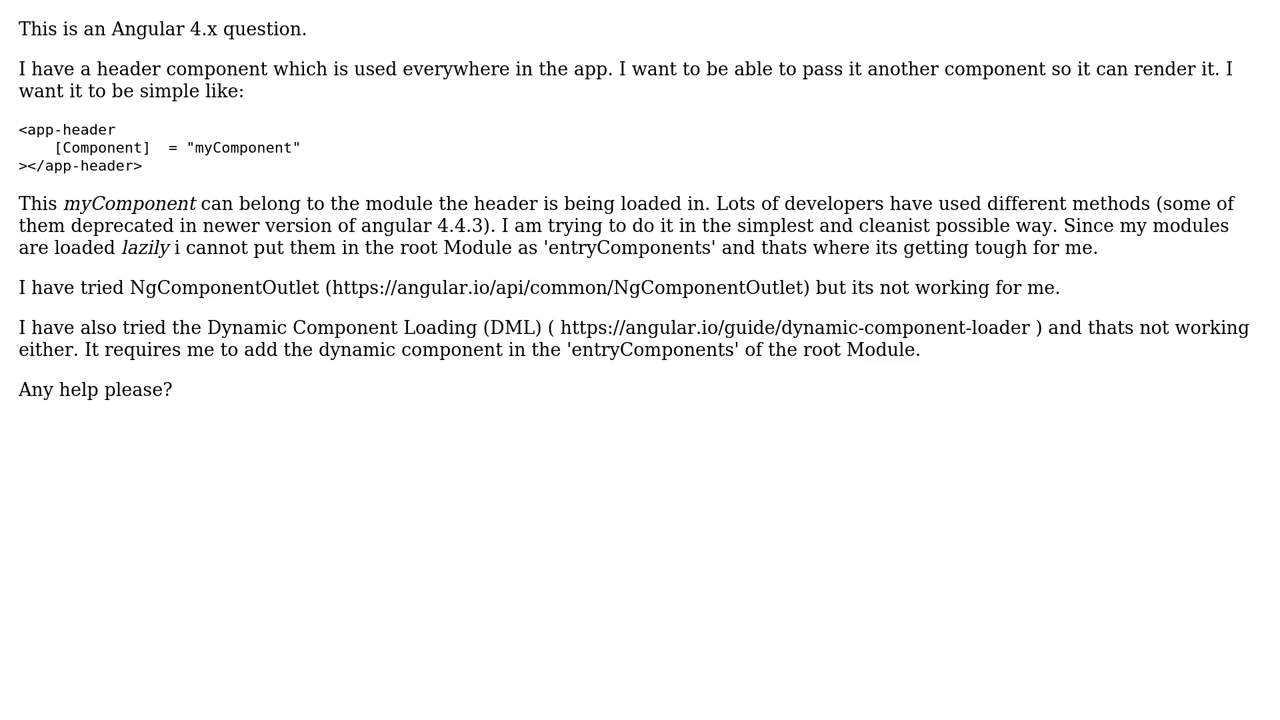 This is an Angular 4.x question.
I have a header component which is used everywhere in the app. I want to be able to pass it another component so it can render it. I
want it to be simple like:
<app-header
    [Component]  = "myComponent"
></app-header>
This myComponent can belong to the module the header is being loaded in. Lots of developers have used different methods (some of
them deprecated in newer version of angular 4.4.3). I am trying to do it in the simplest and cleanist possible way. Since my modules
are loaded lazily i cannot put them in the root Module as 'entryComponents' and thats where its getting tough for me.
I have tried NgComponentOutlet (https://angular.io/api/common/NgComponentOutlet) but its not working for me.
I have also tried the Dynamic Component Loading (DML) ( https://angular.io/guide/dynamic-component-loader ) and thats not working
either. It requires me to add the dynamic component in the 'entryComponents' of the root Module.
Any help please?